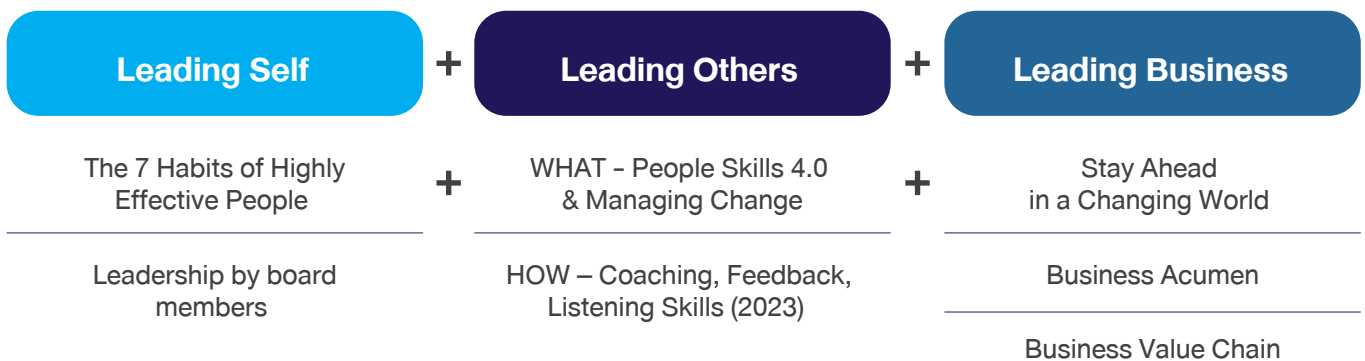 Leading Self + Leading Others + Leading Business
The 7 Habits of Highly
Effective People
+
WHAT - People Skills 4.0
& Managing Change
+
Stay Ahead
in a Changing World
Leadership by board
members
HOW – Coaching, Feedback,
Listening Skills (2023)
Business Acumen
Business Value Chain